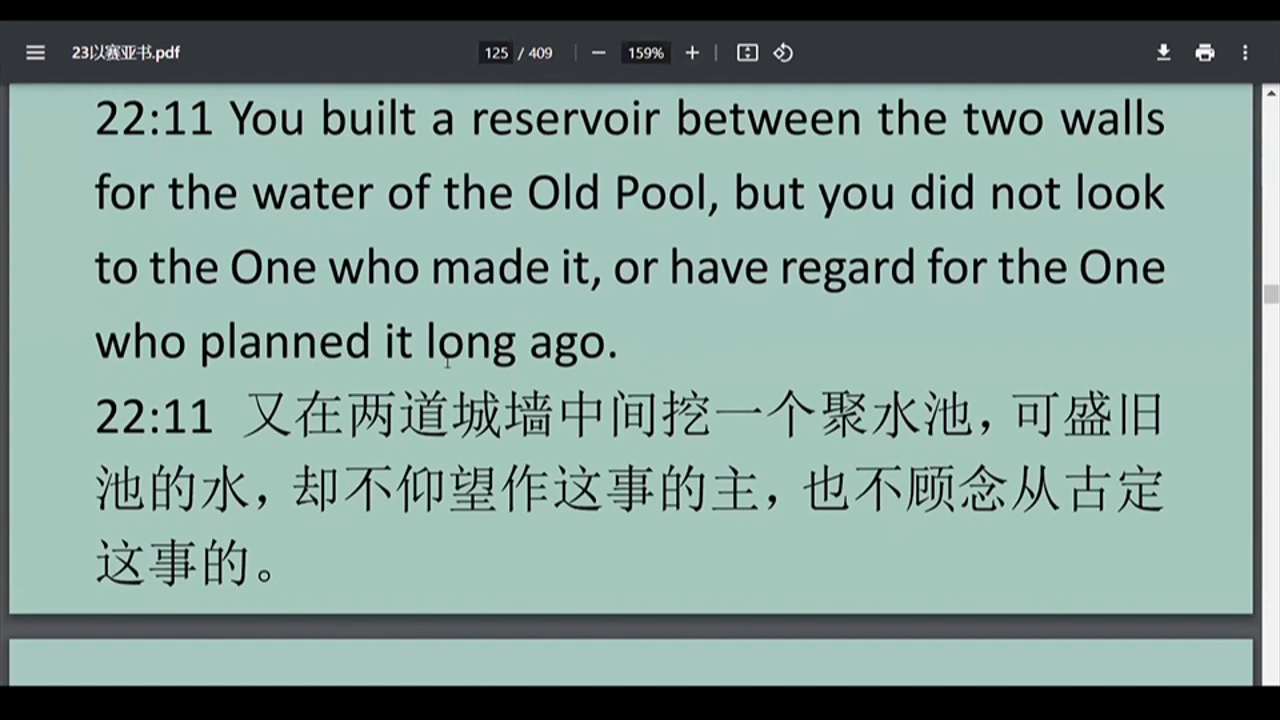 23以赛亚书.pdf
125 / 409
159%
22:11 You built a reservoir between the two walls
for the water of the Old Pool, but you did not look
to the One who made it, or have regard for the One
who planned it long ago.
22:11 又在两道城墙中间挖一个聚水池，可盛旧
池的水，却不仰望作这事的主，也不顾念从古定
这事的。